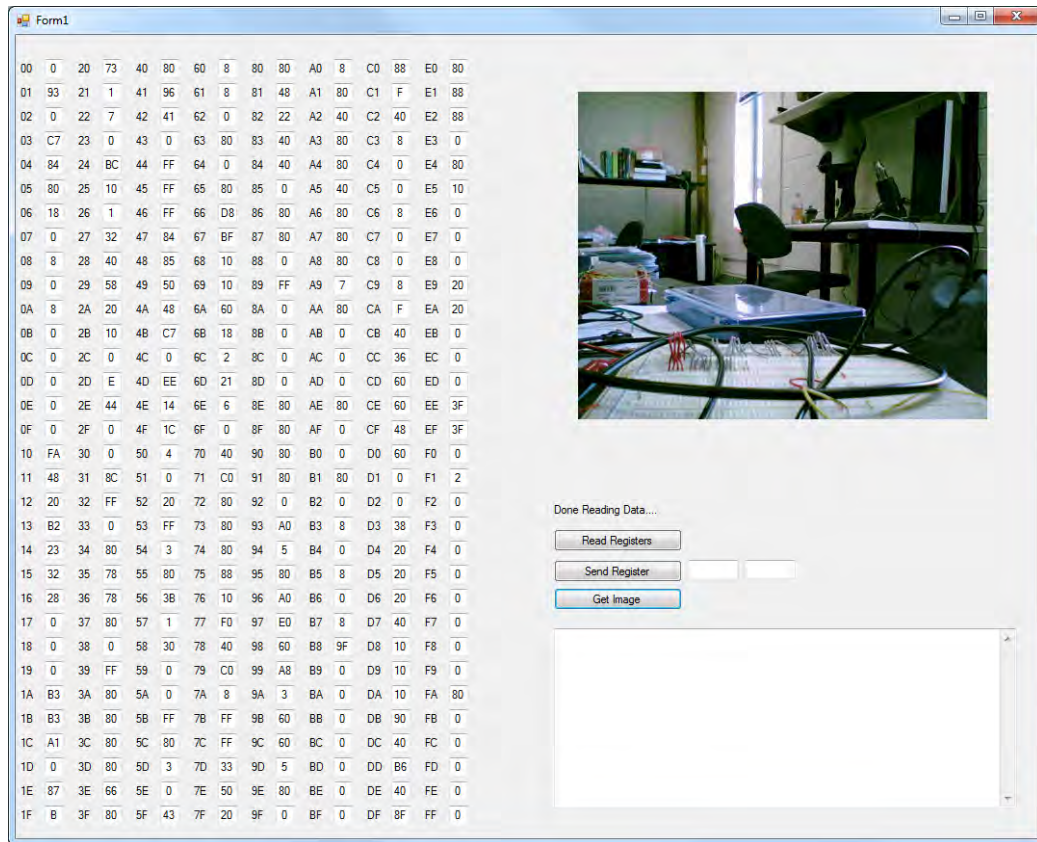 Form1
00 0 20 73 40 80 60 8 80 80 A0 8 C0 88 E0 80
01 93 21 1 41 96 61 8 81 48 A1 80 C1 F E1 88
02 0 22 7 42 41 62 0 82 22 A2 40 C2 40 E2 88
03 C7 23 0 43 0 63 80 83 40 A3 80 C3 8 E3 0
04 84 24 BC 44 FF 64 0 84 40 A4 80 C4 0 E4 80
05 80 25 10 45 FF 65 80 85 0 A5 40 C5 0 E5 10
06 18 26 1 46 FF 66 D8 86 80 A6 80 C6 8 E6 0
07 0 27 32 47 84 67 BF 87 80 A7 80 C7 0 E7 0
08 8 28 40 48 85 68 10 88 0 A8 80 C8 0 E8 0
09 0 29 58 49 50 69 10 89 FF A9 7 C9 8 E9 20
0A 8 2A 20 4A 48 6A 60 8A 0 AA 80 CA F EA 20
0B 0 2B 10 4B C7 6B 18 8B 0 AB 0 CB 40 EB 0
0C 0 2C 0 4C 0 6C 2 8C 0 AC 0 CC 36 EC 0
0D 0 2D E 4D EE 6D 21 8D 0 AD 0 CD 60 ED 0
0E 0 2E 44 4E 14 6E 6 8E 80 AE 80 CE 60 EE 3F
0F 0 2F 0 4F 1C 6F 0 8F 80 AF 0 CF 48 EF 3F
10 FA 30 0 50 4 70 40 90 80 B0 0 D0 60 F0 0
11 48 31 8C 51 0 71 C0 91 80 B1 80 D1 0 F1 2
12 20 32 FF 52 20 72 80 92 0 B2 0 D2 0 F2 0
13 B2 33 0 53 FF 73 80 93 A0 B3 8 D3 38 F3 0
14 23 34 80 54 3 74 80 94 5 B4 0 D4 20 F4 0
15 32 35 78 55 80 75 88 95 80 B5 8 D5 20 F5 0
16 28 36 78 56 3B 76 10 96 A0 B6 0 D6 20 F6 0
17 0 37 80 57 1 77 F0 97 E0 B7 8 D7 40 F7 0
18 0 38 0 58 30 78 40 98 60 B8 9F D8 10 F8 0
19 0 39 FF 59 0 79 C0 99 A8 B9 0 D9 10 F9 0
1A B3 3A 80 5A 0 7A 8 9A 3 BA 0 DA 10 FA 80
1B B3 3B 80 5B FF 7B FF 9B 60 BB 0 DB 90 FB 0
1C A1 3C 80 5C 80 7C FF 9C 60 BC 0 DC 40 FC 0
1D 0 3D 80 5D 3 7D 33 9D 5 BD 0 DD B6 FD 0
1E 87 3E 66 5E 0 7E 50 9E 80 BE 0 DE 40 FE 0
1F B 3F 80 5F 43 7F 20 9F 0 BF 0 DF 8F FF 0
Done Reading Data....
Read Registers
Send Register
Get Image